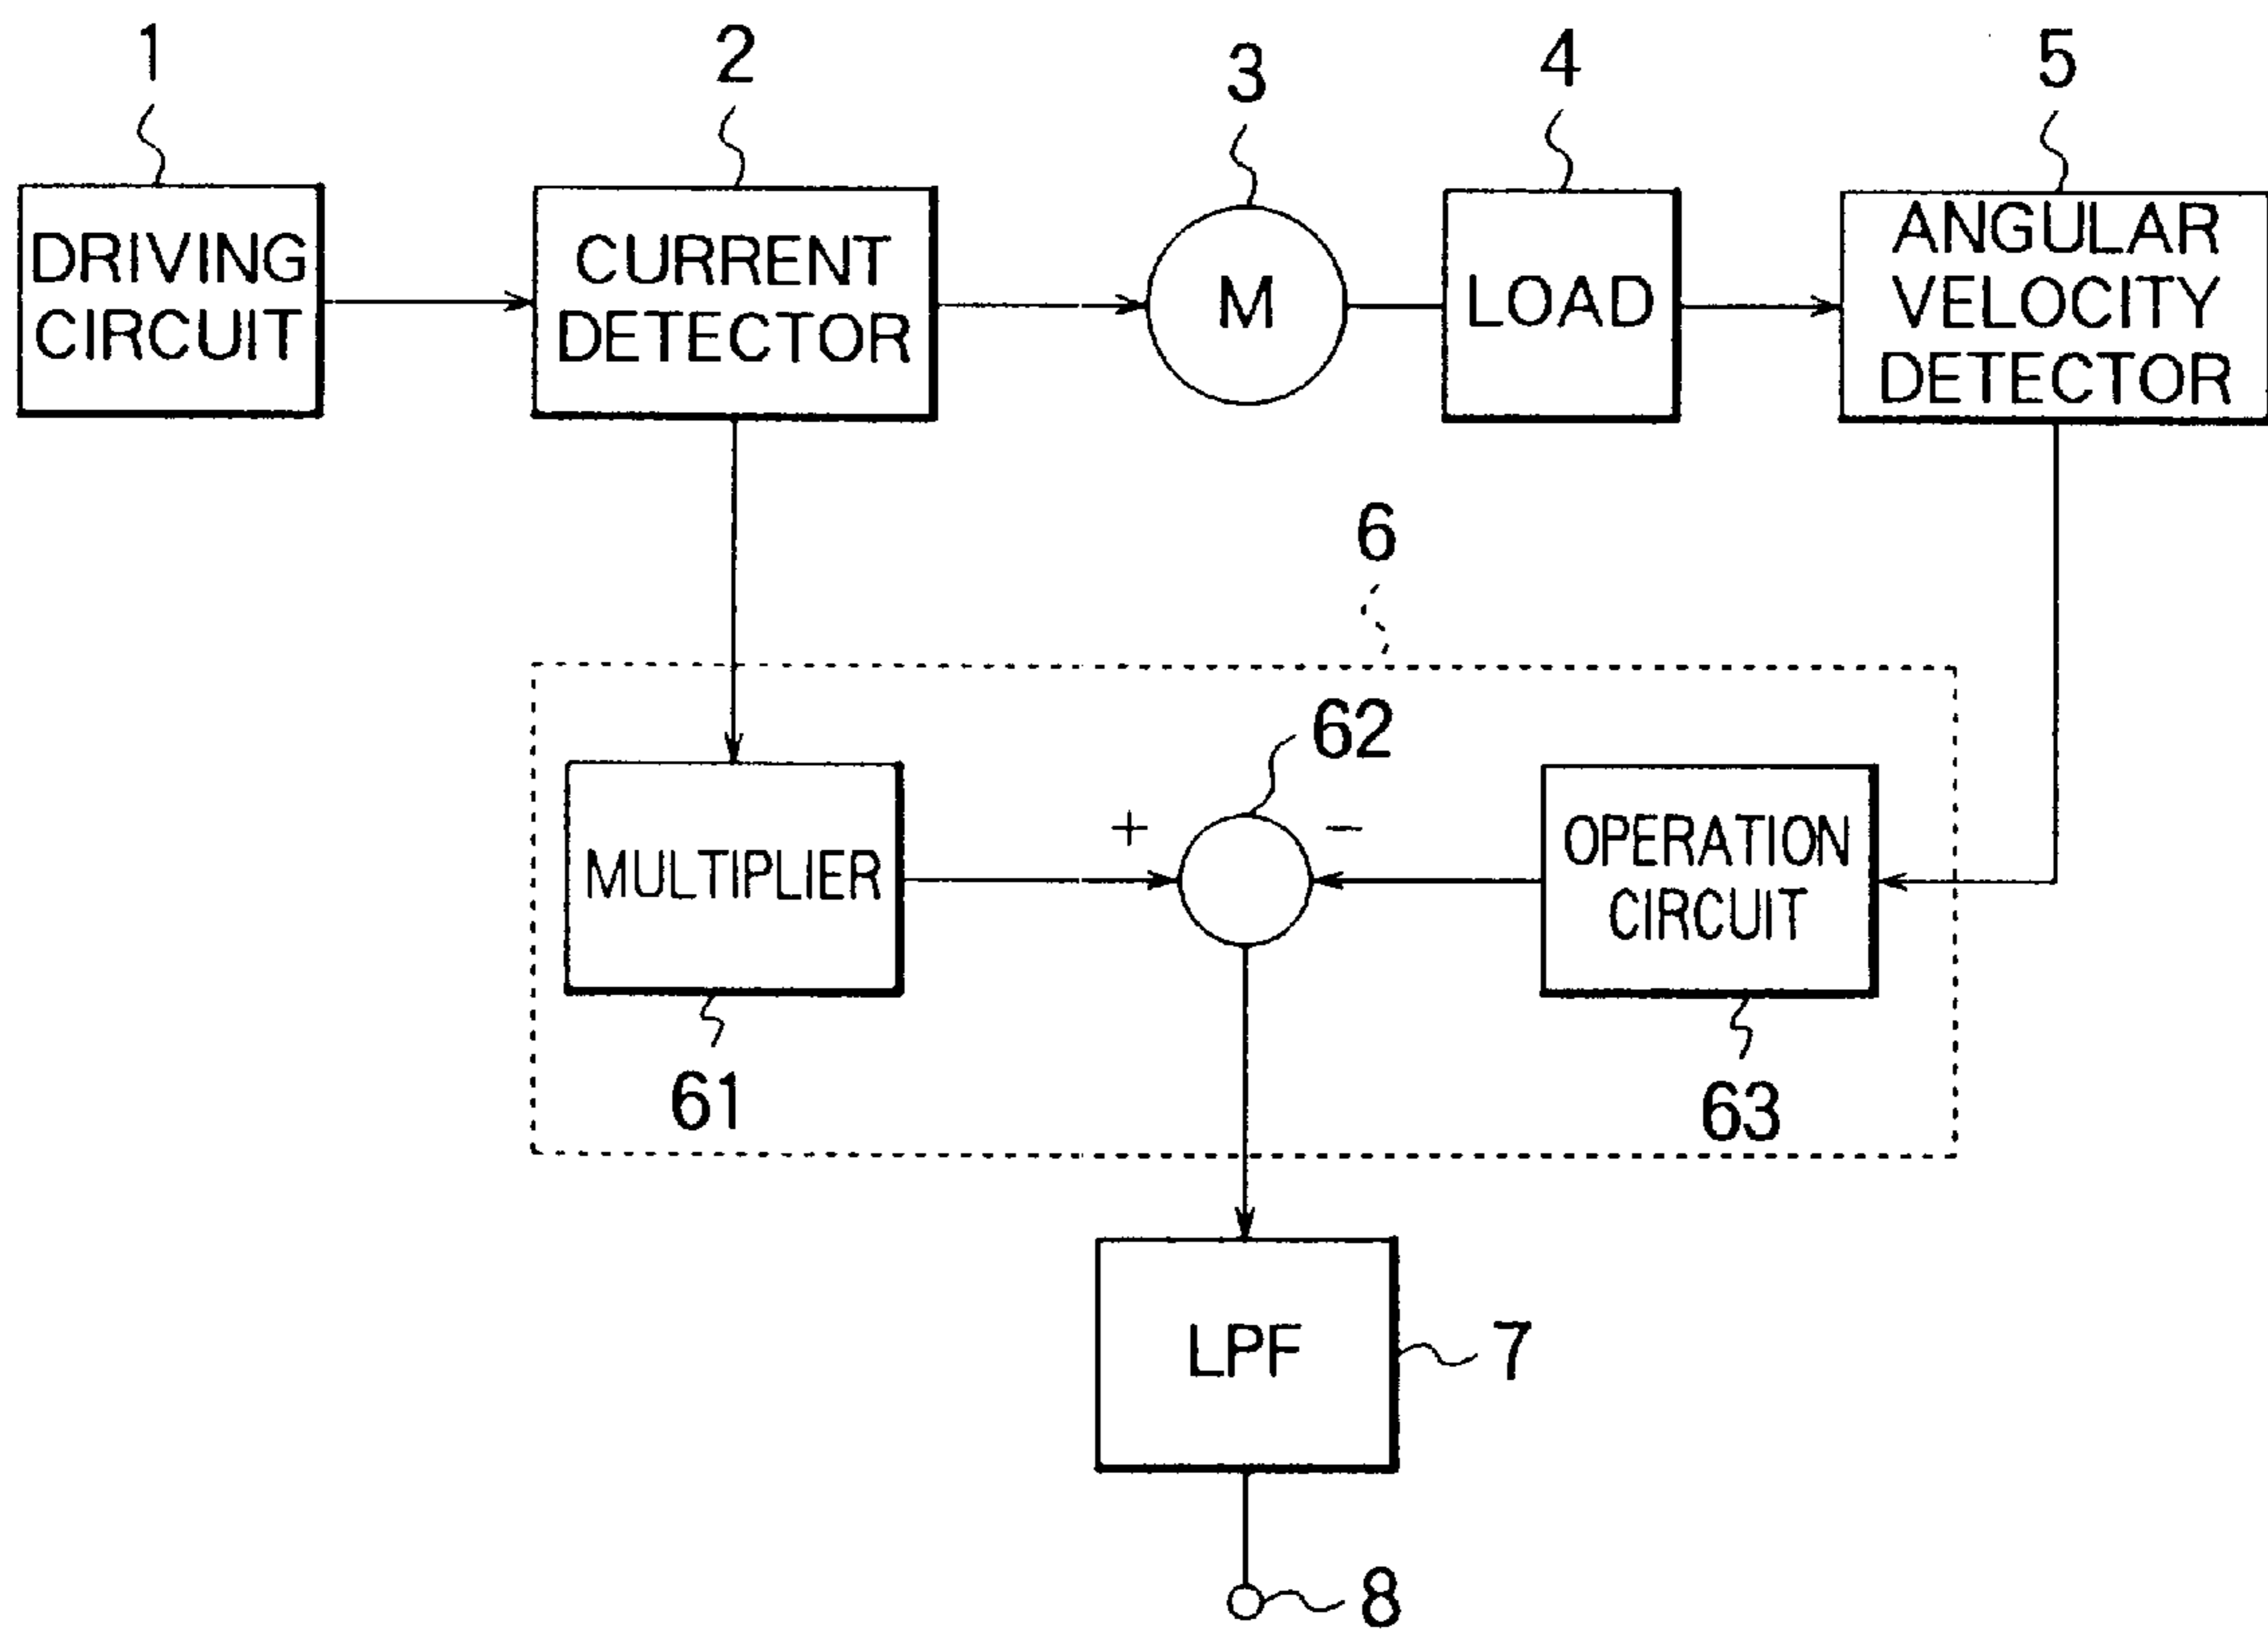 1
2
3
4
5
DRIVING
CIRCUIT
CURRENT
DETECTOR
M
LOAD
ANGULAR
VELOCITY
DETECTOR
6
62
+
−
MULTIPLIER
OPERATION
CIRCUIT
61
63
LPF
7
8